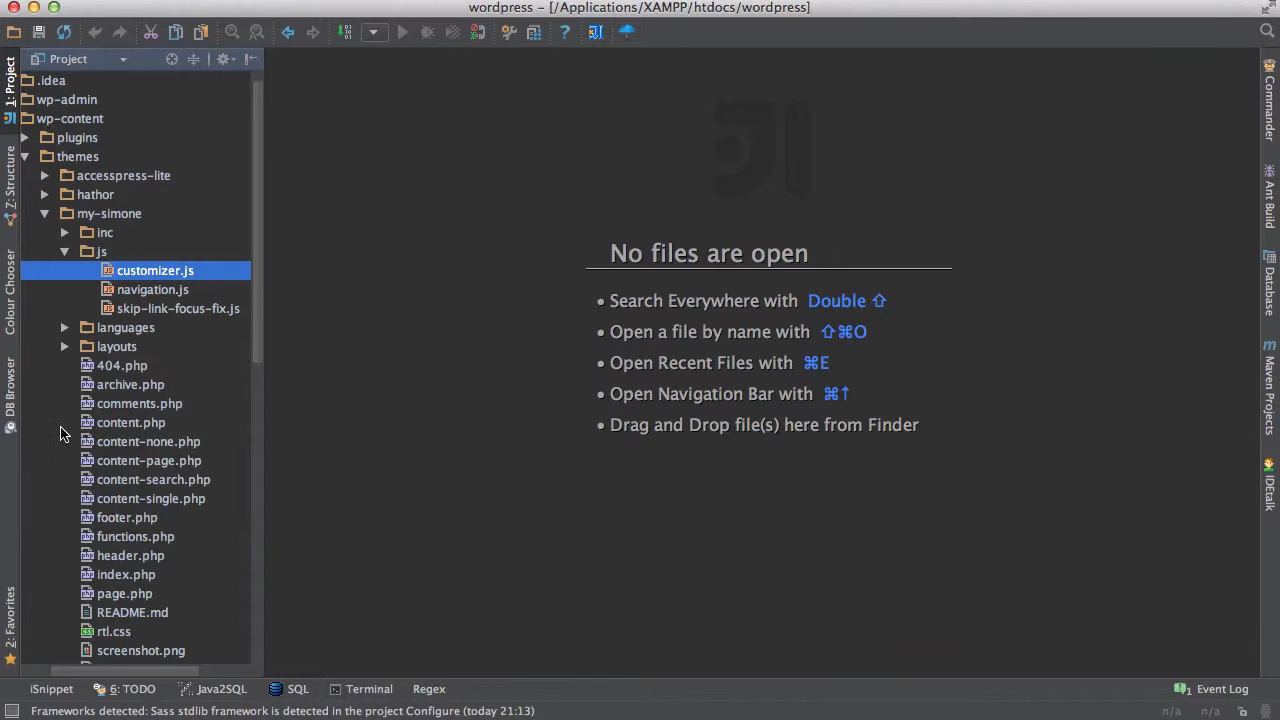 wordpress – [/Applications/XAMPP/htdocs/wordpress]
1: Project
Z: Structure
Colour Chooser
DB Browser
2: Favorites
Project
.idea
wp-admin
wp-content
plugins
themes
accesspress-lite
hathor
my-simone
inc
js
customizer.js
navigation.js
skip-link-focus-fix.js
languages
layouts
404.php
archive.php
comments.php
content.php
content-none.php
content-page.php
content-search.php
content-single.php
footer.php
functions.php
header.php
index.php
page.php
README.md
rtl.css
screenshot.png
No files are open
• Search Everywhere with Double ⇧
• Open a file by name with ⇧⌘O
• Open Recent Files with ⌘E
• Open Navigation Bar with ⌘↑
• Drag and Drop file(s) here from Finder
Commander
Ant Build
Database
m Maven Projects
IDEtalk
iSnippet 6: TODO Java2SQL SQL Terminal Regex 1 Event Log
Frameworks detected: Sass stdlib framework is detected in the project Configure (today 21:13) n/a n/a